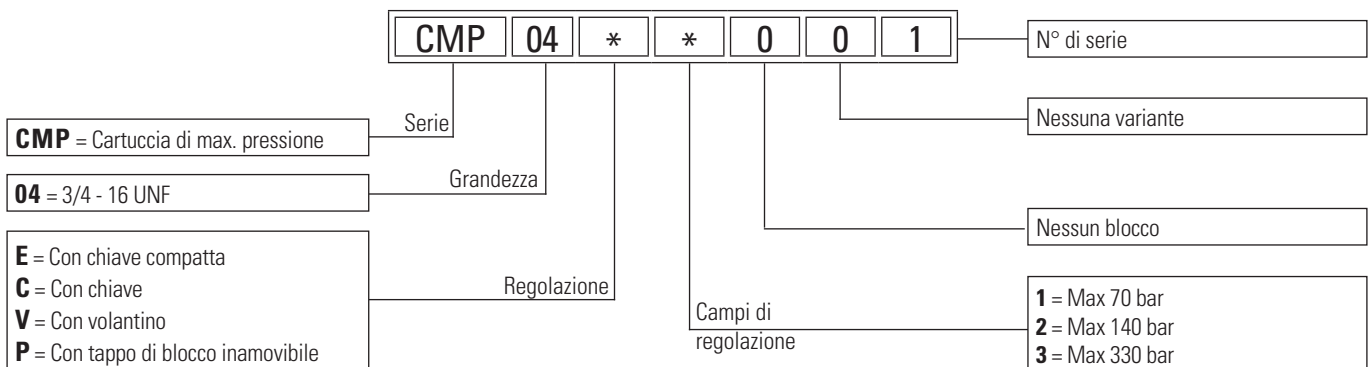 CMP 04 * * 0 0 1
N° di serie
Nessuna variante
Serie
CMP = Cartuccia di max. pressione
Grandezza
04 = 3/4 - 16 UNF
Nessun blocco
E = Con chiave compatta
C = Con chiave
V = Con volantino
P = Con tappo di blocco inamovibile
Regolazione
Campi di
regolazione
1 = Max 70 bar
2 = Max 140 bar
3 = Max 330 bar